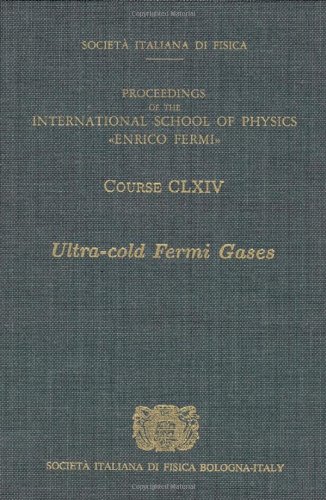 SOCIETÀ ITALIANA DI FISICA
PROCEEDINGS
OF THE
INTERNATIONAL SCHOOL OF PHYSICS
«ENRICO FERMI»
COURSE CLXIV
Ultra-cold Fermi Gases
SOCIETÀ ITALIANA DI FISICA BOLOGNA-ITALY